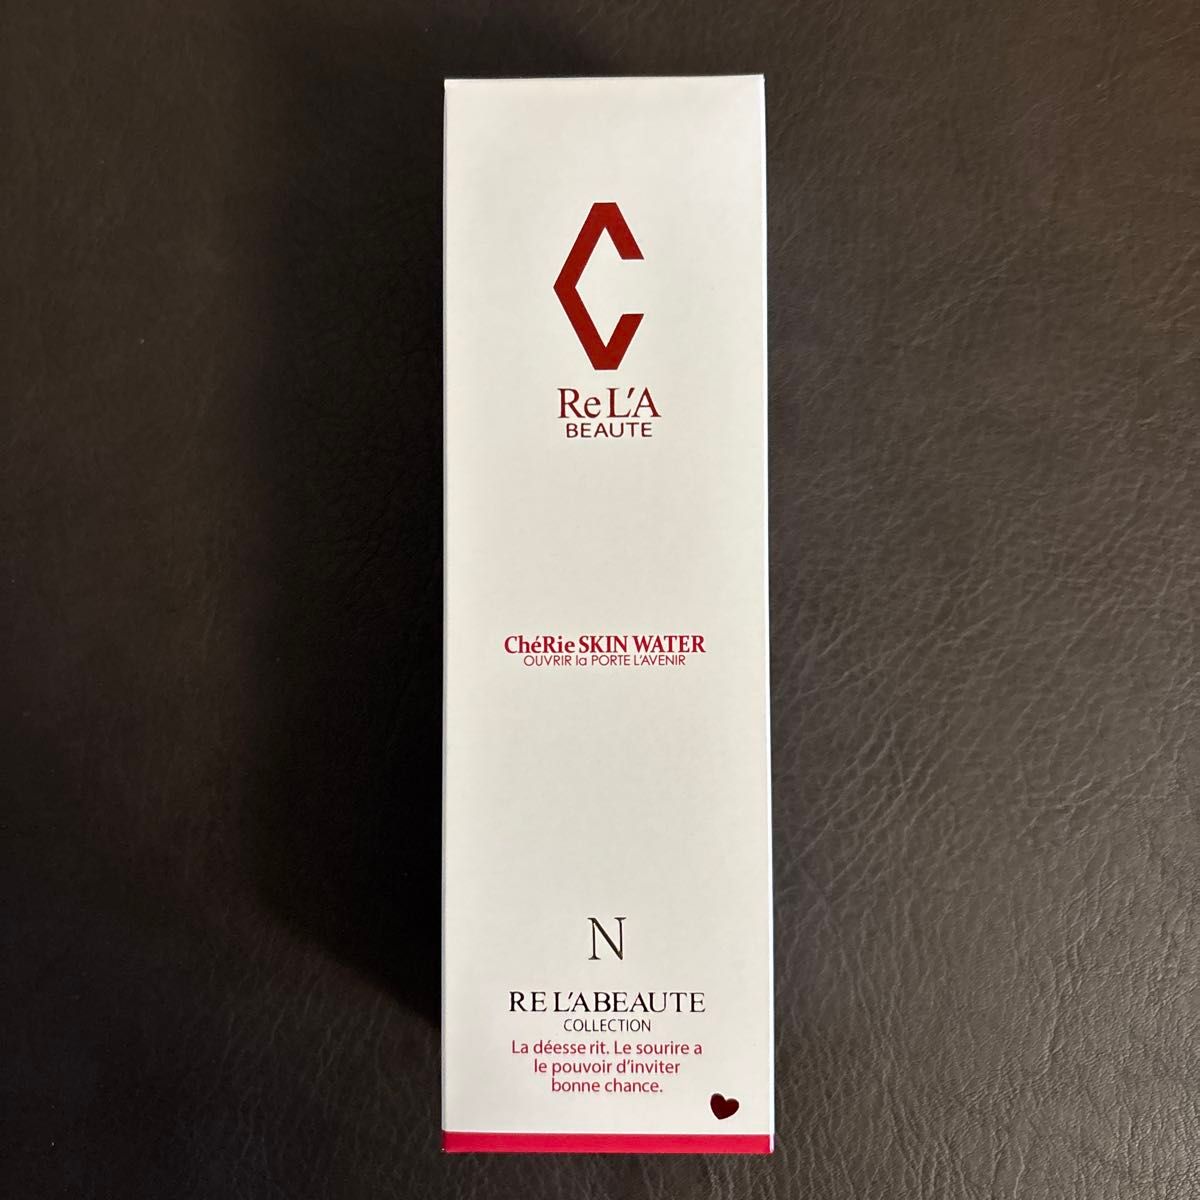 C
ReL'A
BEAUTE
ChéRie SKIN WATER
OUVRIR la PORTE L'AVENIR
N
RE L'ABEAUTE
COLLECTION
La déesse rit. Le sourire a
le pouvoir d'inviter
bonne chance.